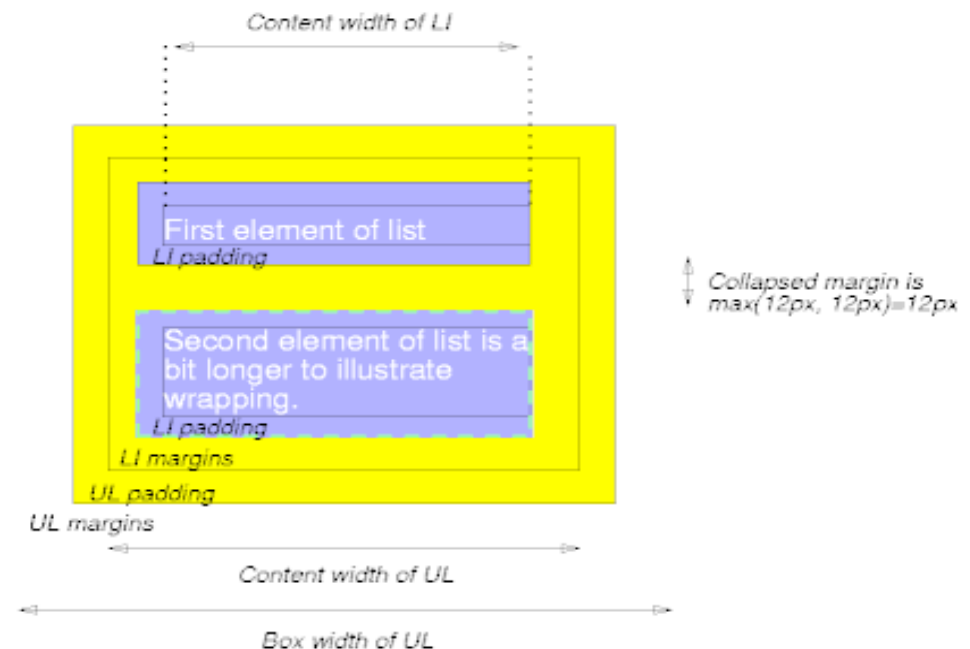 Content width of LI
First element of list
LI padding
Collapsed margin is
max(12px, 12px)=12px
Second element of list is a
bit longer to illustrate
wrapping.
LI padding
LI margins
UL padding
UL margins
Content width of UL
Box width of UL